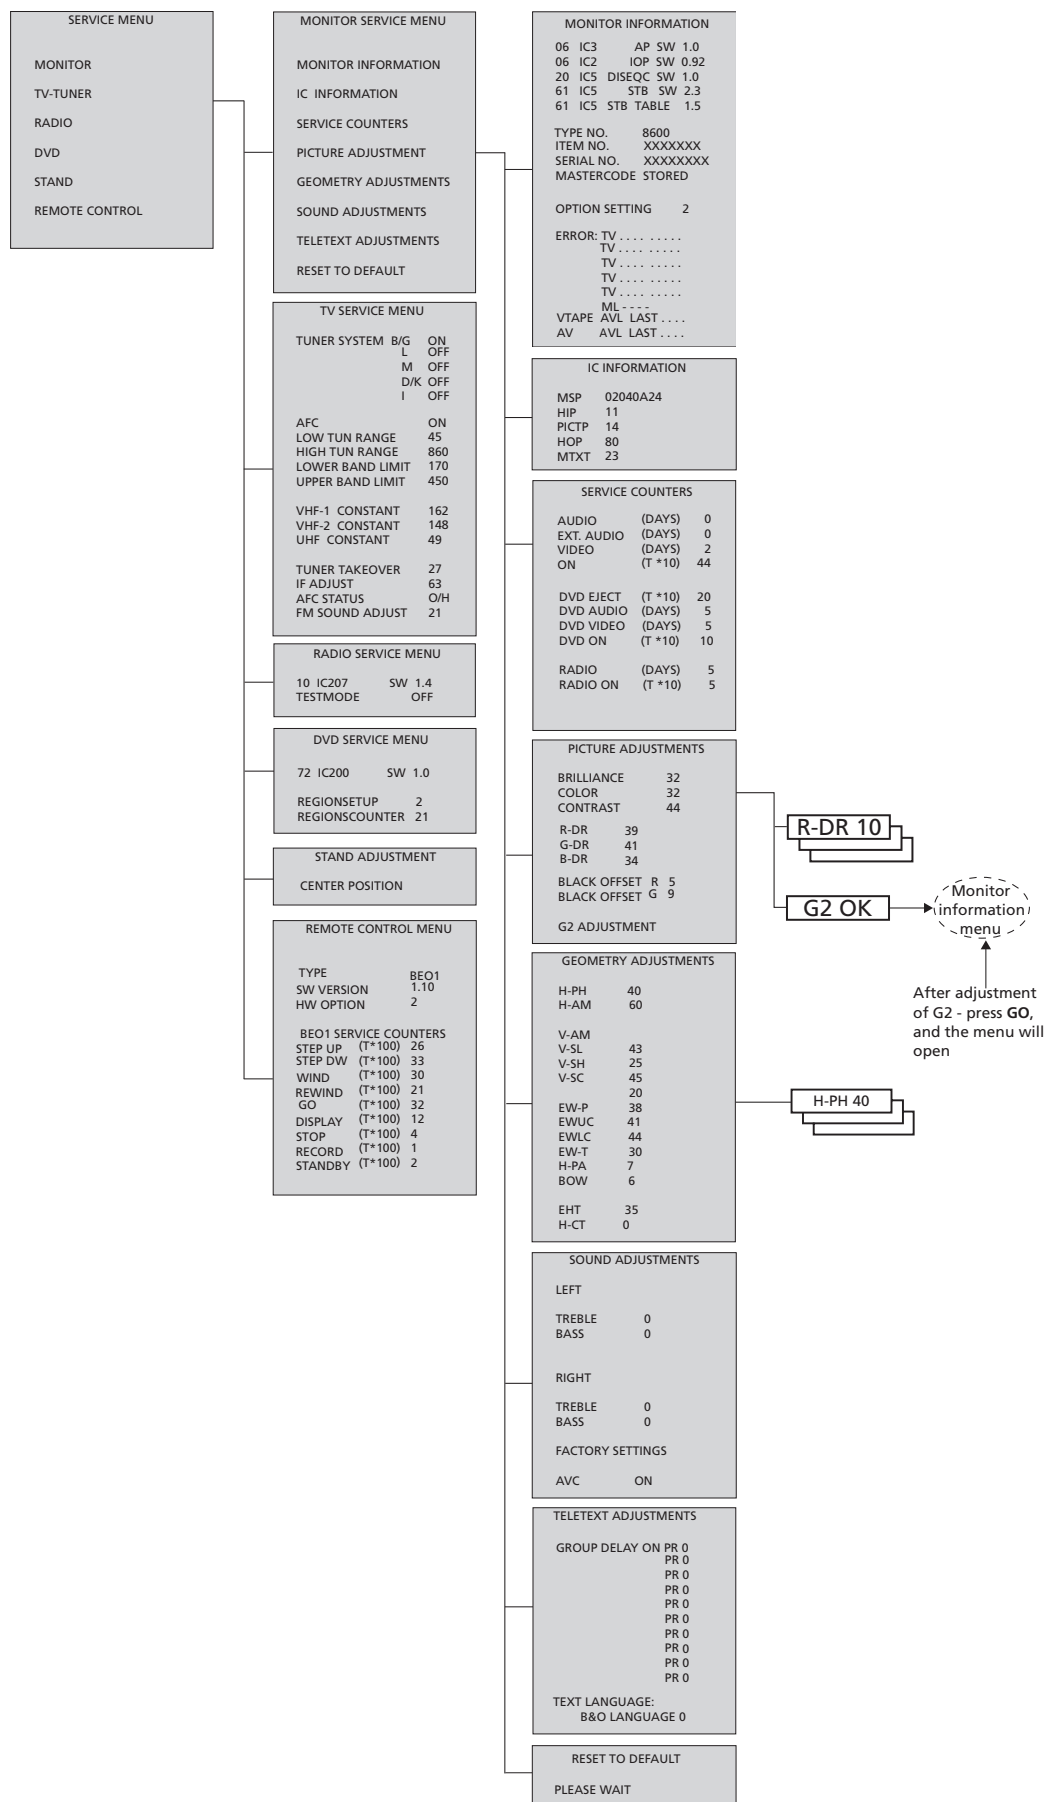 SERVICE MENU
MONITOR
TV-TUNER
RADIO
DVD
STAND
REMOTE CONTROL
MONITOR SERVICE MENU
MONITOR INFORMATION
IC INFORMATION
SERVICE COUNTERS
PICTURE ADJUSTMENT
GEOMETRY ADJUSTMENTS
SOUND ADJUSTMENTS
TELETEXT ADJUSTMENTS
RESET TO DEFAULT
TV SERVICE MENU
TUNER SYSTEM B/G ON
L OFF
M OFF
D/K OFF
I OFF
AFC ON
LOW TUN RANGE 45
HIGH TUN RANGE 860
LOWER BAND LIMIT 170
UPPER BAND LIMIT 450
VHF-1 CONSTANT 162
VHF-2 CONSTANT 148
UHF CONSTANT 49
TUNER TAKEOVER 27
IF ADJUST 63
AFC STATUS O/H
FM SOUND ADJUST 21
RADIO SERVICE MENU
10 IC207 SW 1.4
TESTMODE OFF
DVD SERVICE MENU
72 IC200 SW 1.0
REGIONSETUP 2
REGIONSCOUNTER 21
STAND ADJUSTMENT
CENTER POSITION
REMOTE CONTROL MENU
TYPE BEO1
SW VERSION 1.10
HW OPTION 2
BEO1 SERVICE COUNTERS
STEP UP (T*100) 26
STEP DW (T*100) 33
WIND (T*100) 30
REWIND (T*100) 21
GO (T*100) 32
DISPLAY (T*100) 12
STOP (T*100) 4
RECORD (T*100) 1
STANDBY (T*100) 2
MONITOR INFORMATION
06 IC3 AP SW 1.0
06 IC2 IOP SW 0.92
20 IC5 DISEQC SW 1.0
61 IC5 STB SW 2.3
61 IC5 STB TABLE 1.5
TYPE NO. 8600
ITEM NO. XXXXXXX
SERIAL NO. XXXXXXXX
MASTERCODE STORED
OPTION SETTING 2
ERROR: TV . . . . . . . . .
TV . . . . . . . . .
TV . . . . . . . . .
TV . . . . . . . . .
TV . . . . . . . . .
ML - - - -
VTAPE AVL LAST . . . .
AV AVL LAST . . . .
IC INFORMATION
MSP 02040A24
HIP 11
PICTP 14
HOP 80
MTXT 23
SERVICE COUNTERS
AUDIO (DAYS) 0
EXT. AUDIO (DAYS) 0
VIDEO (DAYS) 2
ON (T *10) 44
DVD EJECT (T *10) 20
DVD AUDIO (DAYS) 5
DVD VIDEO (DAYS) 5
DVD ON (T *10) 10
RADIO (DAYS) 5
RADIO ON (T *10) 5
PICTURE ADJUSTMENTS
BRILLIANCE 32
COLOR 32
CONTRAST 44
R-DR 39
G-DR 41
B-DR 34
BLACK OFFSET R 5
BLACK OFFSET G 9
G2 ADJUSTMENT
GEOMETRY ADJUSTMENTS
H-PH 40
H-AM 60
V-AM
V-SL 43
V-SH 25
V-SC 45
20
EW-P 38
EWUC 41
EWLC 44
EW-T 30
H-PA 7
BOW 6
EHT 35
H-CT 0
SOUND ADJUSTMENTS
LEFT
TREBLE 0
BASS 0
RIGHT
TREBLE 0
BASS 0
FACTORY SETTINGS
AVC ON
TELETEXT ADJUSTMENTS
GROUP DELAY ON PR 0
PR 0
PR 0
PR 0
PR 0
PR 0
PR 0
PR 0
PR 0
PR 0
TEXT LANGUAGE:
B&O LANGUAGE 0
RESET TO DEFAULT
PLEASE WAIT
R-DR 10
G2 OK
Monitor
information
menu
After adjustment
of G2 - press GO,
and the menu will
open
H-PH 40